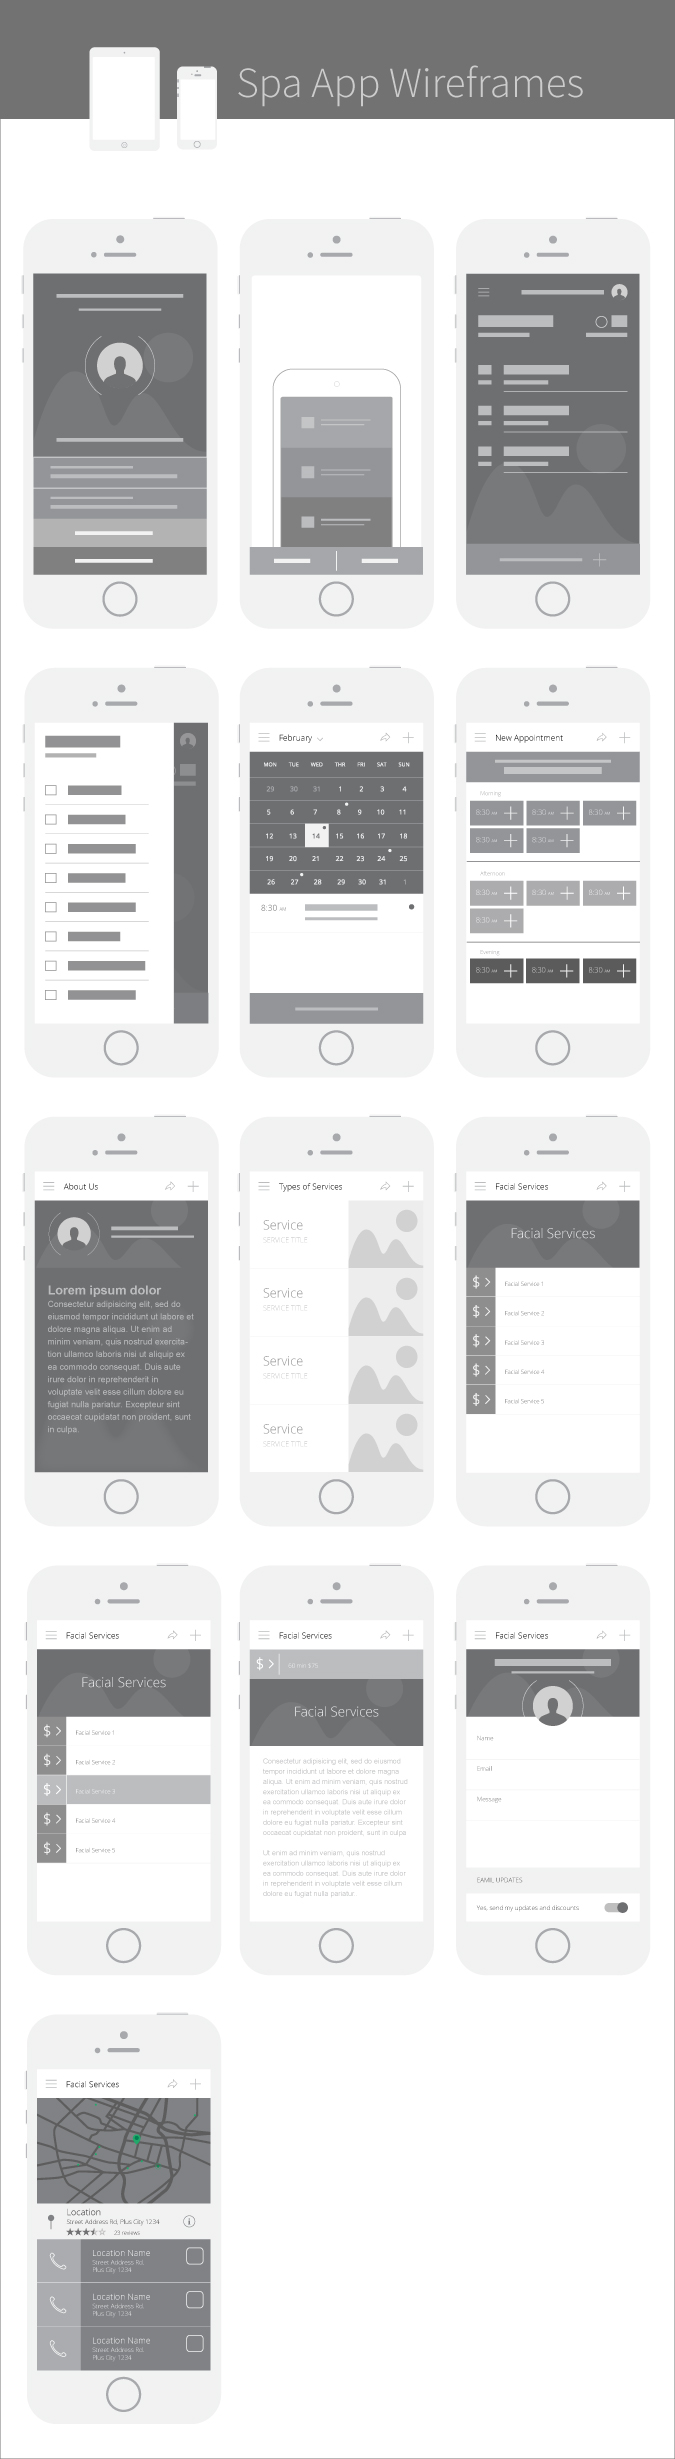 Spa App Wireframes
February
New Appointment
MON TUE WED THR FRI SAT SUN
29 30 31 1 2 3 4
5 6 7 8 9 10 11
12 13 14 15 16 17 18
19 20 21 22 23 24 25
26 27 28 29 30 31 1
8:30 AM
Morning
8:30 AM 8:30 AM 8:30 AM
8:30 AM 8:30 AM
Afternoon
8:30 AM 8:30 AM 8:30 AM
8:30 AM
Evening
8:30 AM 8:30 AM 8:30 AM
About Us
Lorem ipsum dolor
Consectetur adipisicing elit, sed do
eiusmod tempor incididunt ut labore et
dolore magna aliqua. Ut enim ad
minim veniam, quis nostrud exercita-
tion ullamco laboris nisi ut aliquip ex
ea commodo consequat. Duis aute
irure dolor in reprehenderit in
voluptate velit esse cillum dolore eu
fugiat nulla pariatur. Excepteur sint
occaecat cupidatat non proident, sunt
in culpa.
Types of Services
Service
SERVICE TITLE
Service
SERVICE TITLE
Service
SERVICE TITLE
Service
SERVICE TITLE
Facial Services
Facial Services
$ Facial Service 1
$ Facial Service 2
$ Facial Service 3
$ Facial Service 4
$ Facial Service 5
Facial Services
Facial Services
$ Facial Service 1
$ Facial Service 2
$ Facial Service 3
$ Facial Service 4
$ Facial Service 5
Facial Services
$ 50 min $75
Facial Services
Consectetur adipisicing elit, sed do eiusmod
tempor incididunt ut labore et dolore magna
aliqua. Ut enim ad minim veniam, quis nostrud
exercitation ullamco laboris nisi ut aliquip ex
ea commodo consequat. Duis aute irure dolor
in reprehenderit in voluptate velit esse cillum
dolore eu fugiat nulla pariatur. Excepteur sint
occaecat cupidatat non proident, sunt in culpa
Ut enim ad minim veniam, quis nostrud
exercitation ullamco laboris nisi ut aliquip ex
ea commodo consequat. Duis aute irure dolor
in reprehenderit in voluptate velit esse cillum
dolore eu fugiat nulla pariatur.
Facial Services
Name
Email
Message
EAMIL UPDATES
Yes, send my updates and discounts
Facial Services
Location
Street Address Rd, Plus City 1234
23 reviews
Location Name
Street Address Rd,
Plus City 1234
Location Name
Street Address Rd,
Plus City 1234
Location Name
Street Address Rd,
Plus City 1234